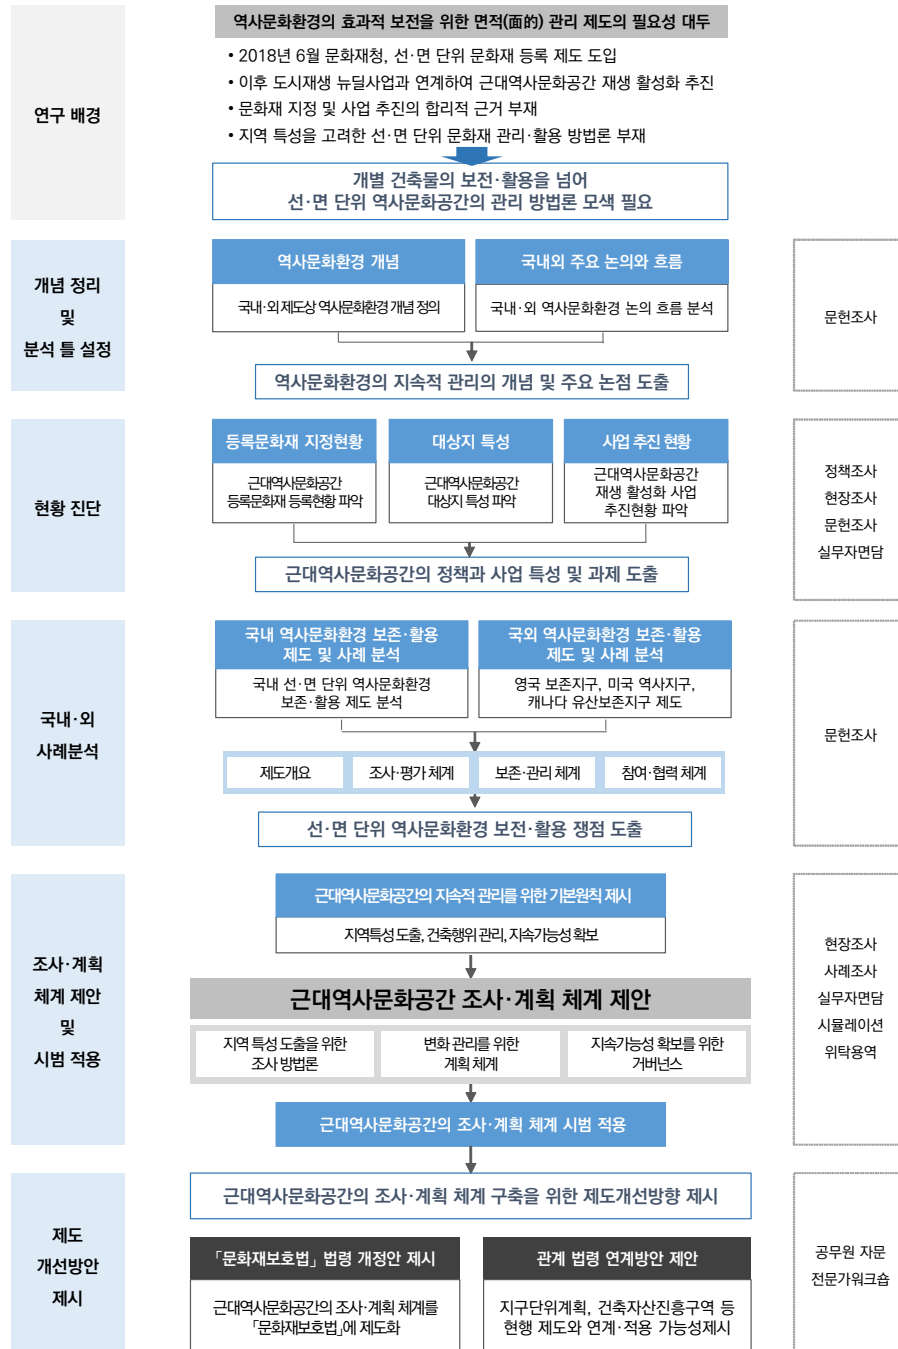 역사문화환경의 효과적 보전을 위한 면적(面的) 관리 제도의 필요성 대두
• 2018년 6월 문화재청, 선·면 단위 문화재 등록 제도 도입
• 이후 도시재생 뉴딜사업과 연계하여 근대역사문화공간 재생 활성화 추진
연구 배경
• 문화재 지정 및 사업 추진의 합리적 근거 부재
• 지역 특성을 고려한 선·면 단위 문화재 관리·활용 방법론 부재
개별 건축물의 보전·활용을 넘어
선·면 단위 역사문화공간의 관리 방법론 모색 필요
개념 정리
및
분석 틀 설정
역사문화환경 개념
국내·외 제도상 역사문화환경 개념 정의
국내외 주요 논의와 흐름
국내·외 역사문화환경 논의 흐름 분석
문헌조사
역사문화환경의 지속적 관리의 개념 및 주요 논점 도출
현황 진단
등록문화재 지정현황
근대역사문화공간
등록문화재 등록현황 파악
대상지 특성
근대역사문화공간
대상지 특성 파악
사업 추진 현황
근대역사문화공간
재생 활성화 사업
추진현황 파악
정책조사
현장조사
문헌조사
실무자면담
근대역사문화공간의 정책과 사업 특성 및 과제 도출
국내·외
사례분석
국내 역사문화환경 보존·활용
제도 및 사례 분석
국내 선·면 단위 역사문화환경
보존·활용 제도 분석
국외 역사문화환경 보존·활용
제도 및 사례 분석
영국 보존지구, 미국 역사지구,
캐나다 유산보존지구 제도
문헌조사
제도개요
조사·평가 체계
보존·관리 체계
참여·협력 체계
선·면 단위 역사문화환경 보전·활용 쟁점 도출
조사·계획
체계 제안
및
시범 적용
근대역사문화공간의 지속적 관리를 위한 기본원칙 제시
지역특성 도출, 건축행위 관리, 지속가능성 확보
근대역사문화공간 조사·계획 체계 제안
지역 특성 도출을 위한
조사 방법론
변화 관리를 위한
계획 체계
지속가능성 확보를 위한
거버넌스
근대역사문화공간의 조사·계획 체계 시범 적용
현장조사
사례조사
실무자면담
시뮬레이션
위탁용역
제도
개선방안
제시
근대역사문화공간의 조사·계획 체계 구축을 위한 제도개선방향 제시
「문화재보호법」 법령 개정안 제시
근대역사문화공간의 조사·계획 체계를
「문화재보호법」에 제도화
관계 법령 연계방안 제안
지구단위계획, 건축자산진흥구역 등
현행 제도와 연계·적용 가능성제시
공무원 자문
전문가워크숍